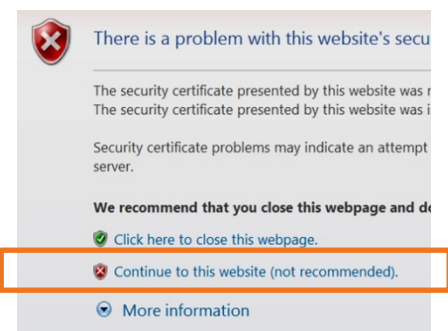 There is a problem with this website's secu
The security certificate presented by this website was
The security certificate presented by this website was
Security certificate problems may indicate an attempt
server.
We recommend that you close this webpage and
Click here to close this webpage.
Continue to this website (not recommended).
More information